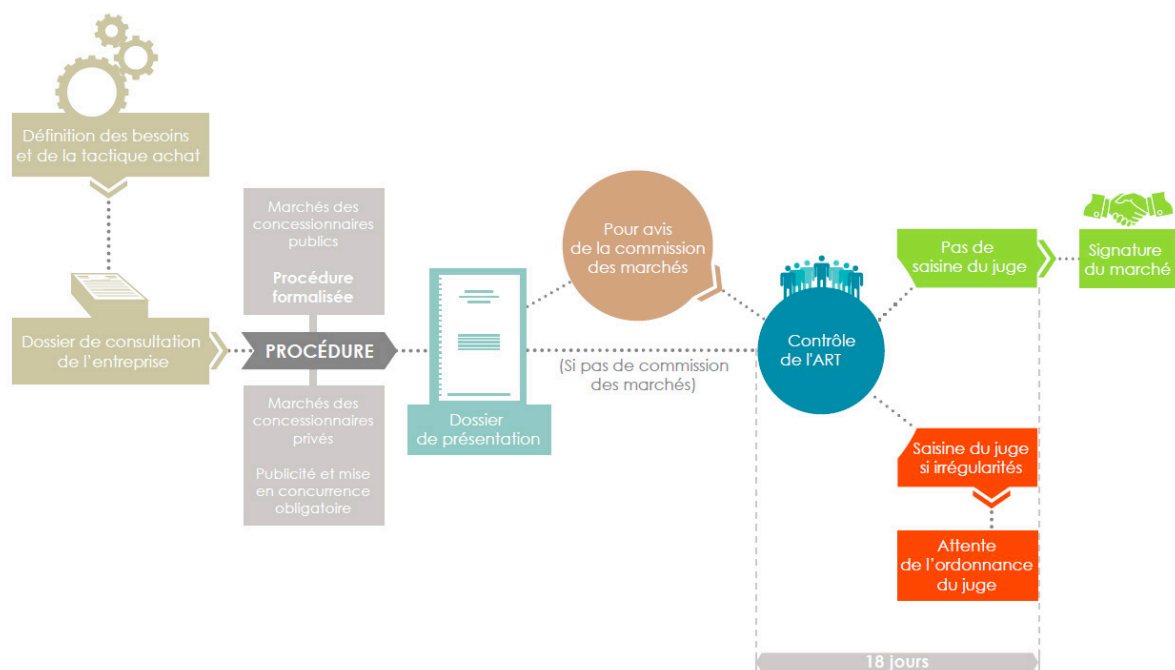 Définition des besoins
et de la tactique achat
Dossier de consultation
de l'entreprise
Marchés des
concessionnaires
publics
Procédure
formalisée
PROCÉDURE
Marchés des
concessionnaires
privés
Publicité et mise
en concurrence
obligatoire
Dossier
de présentation
Pour avis
de la commission
des marchés
(Si pas de commission
des marchés)
Contrôle
de l'ART
Pas de
saisine du juge
Signature
du marché
Saisine du juge
si irrégularités
Attente
de l'ordonnance
du juge
18 jours